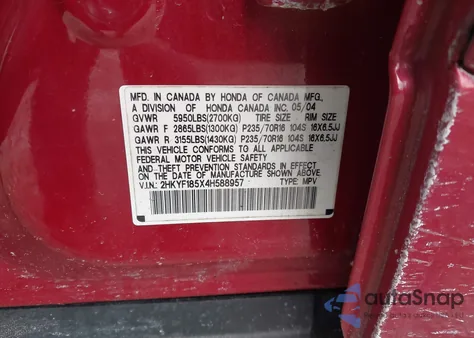 MFD. IN CANADA BY HONDA OF CANADA MFG.,
A DIVISION OF HONDA CANADA INC. 05/04
GVWR 5950LBS(2700KG) TIRE SIZE RIM SIZE
GAWR F 2865LBS(1300KG) P235/70R16 104S 16X6.5JJ
GAWR R 3155LBS(1430KG) P235/70R16 104S 16X6.5JJ
THIS VEHICLE CONFORMS TO ALL APPLICABLE
FEDERAL MOTOR VEHICLE SAFETY STANDARDS
IN EFFECT ON THE DATE OF MANUFACTURE SHOWN ABOVE.
V.I.N.: 2HKYF185X4H588957 TYPE: MPV
autoSnap